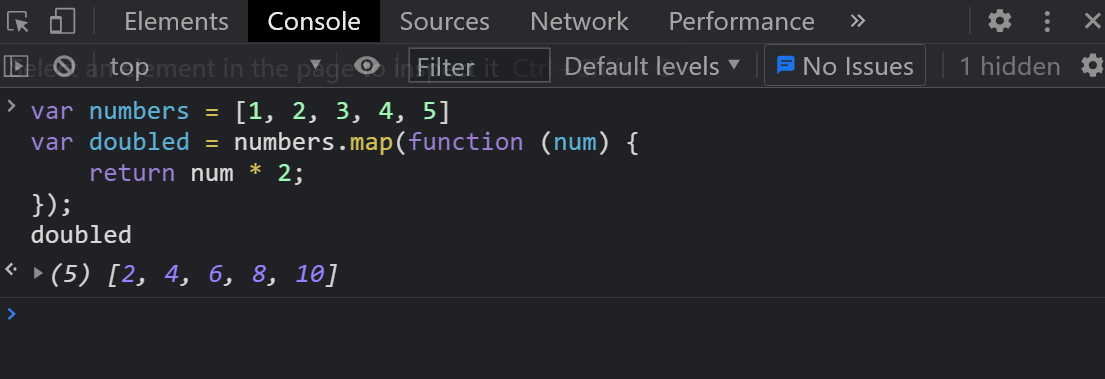 Elements Console Sources Network Performance »
top Select an element in the page to inspect it Ctrl Filter Default levels ▼ No Issues 1 hidden
var numbers = [1, 2, 3, 4, 5]
var doubled = numbers.map(function (num) {
    return num * 2;
});
doubled
(5) [2, 4, 6, 8, 10]